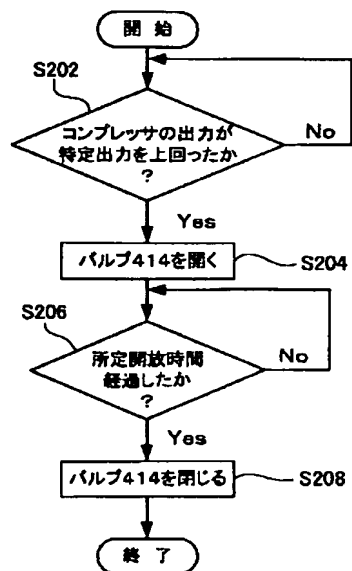 開始
S202
コンプレッサの出力が
特定出力を上回ったか
?
No
Yes
バルブ414を開く
S204
S206
所定開放時間
経過したか
?
No
Yes
バルブ414を閉じる
S208
終了